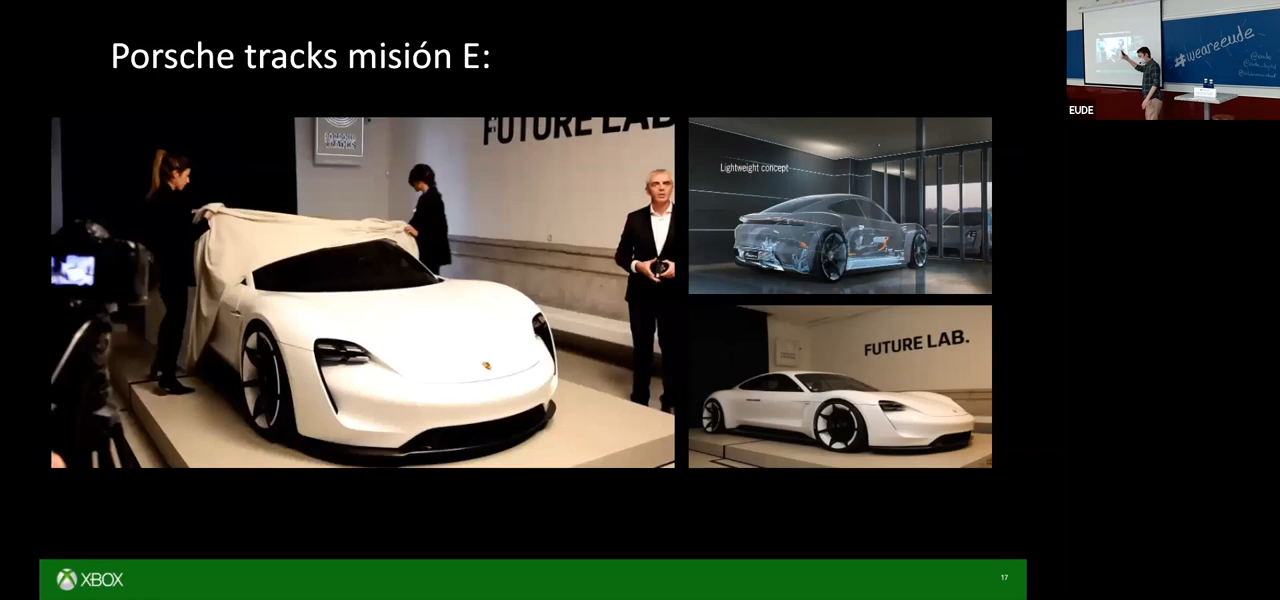 Porsche tracks misión E:
FUTURE LAB
Lightweight concept
FUTURE LAB.
#weareeude
EUDE
XBOX
17